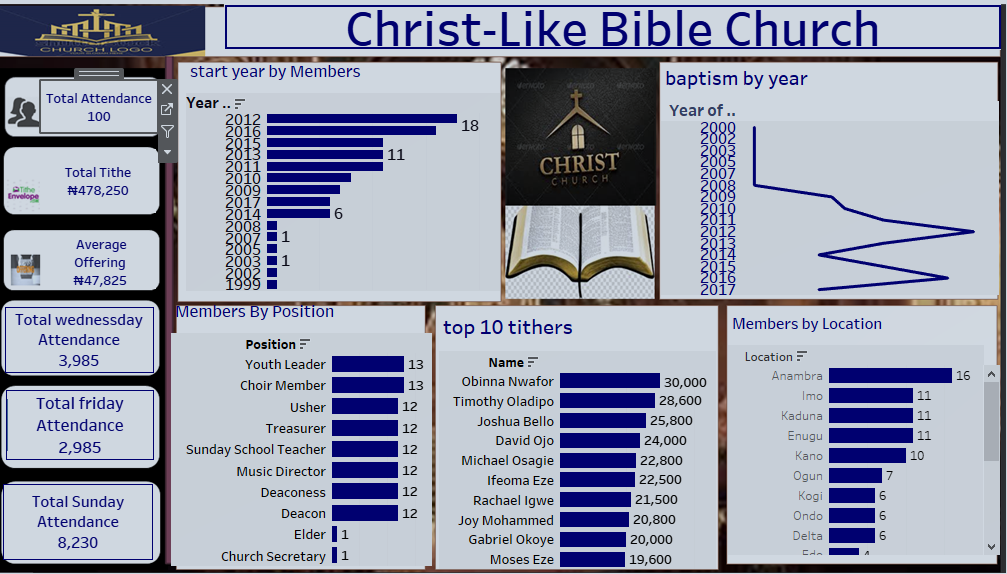 CHURCH LOGO
Christ-Like Bible Church
Total Attendance
100
Total Tithe
₦478,250
Tithe
Envelope
Average
Offering
₦47,825
Total wednessday
Attendance
3,985
Total friday
Attendance
2,985
Total Sunday
Attendance
8,230
start year by Members
Year ..
2012
2016 18
2015
2013 11
2011
2010
2009
2017
2014 6
2008
2007 1
2005
2003 1
2002
1999
CHRIST
CHURCH
baptism by year
Year of ..
2000
2002
2003
2005
2007
2008
2009
2010
2011
2012
2013
2014
2015
2016
2017
Members By Position
Position
Youth Leader 13
Choir Member 13
Usher 12
Treasurer 12
Sunday School Teacher 12
Music Director 12
Deaconess 12
Deacon 12
Elder 1
Church Secretary 1
top 10 tithers
Name
Obinna Nwafor 30,000
Timothy Oladipo 28,600
Joshua Bello 25,800
David Ojo 24,000
Michael Osagie 22,800
Ifeoma Eze 22,500
Rachael Igwe 21,500
Joy Mohammed 20,800
Gabriel Okoye 20,000
Moses Eze 19,600
Members by Location
Location
Anambra 16
Imo 11
Kaduna 11
Enugu 11
Kano 10
Ogun 7
Kogi 6
Ondo 6
Delta 6
Edo 4